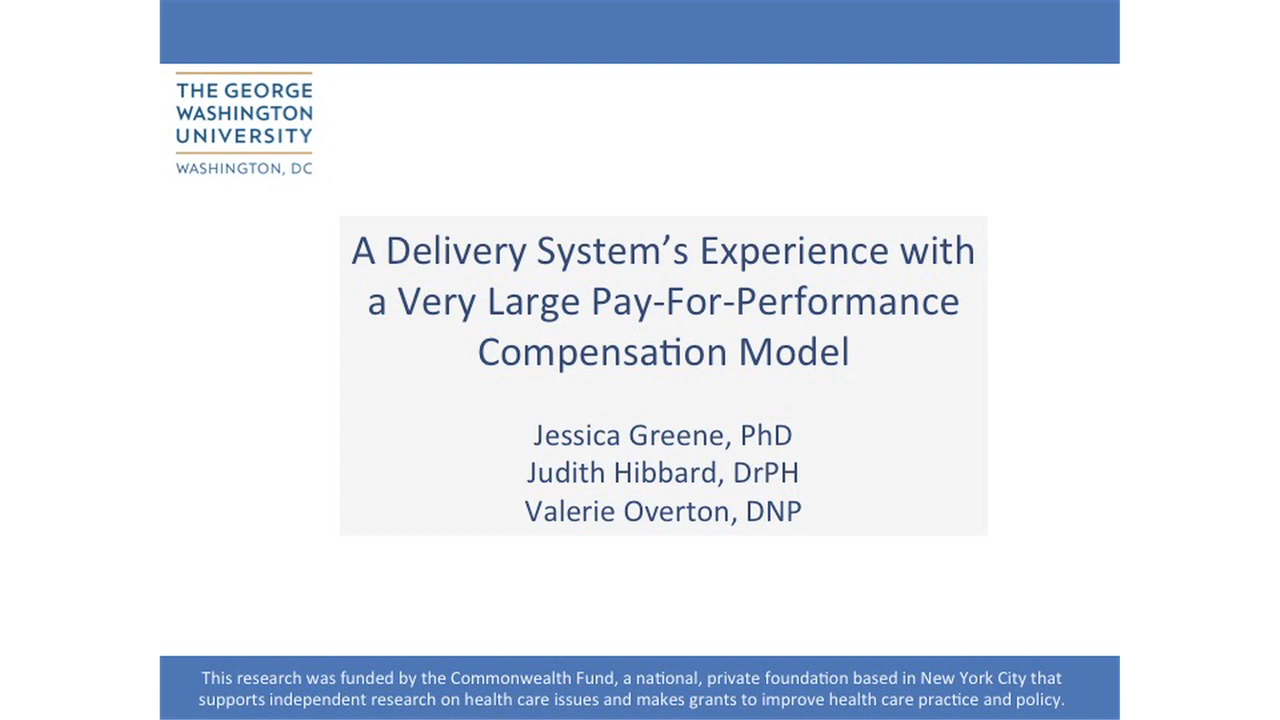 THE GEORGE
WASHINGTON
UNIVERSITY
WASHINGTON, DC
A Delivery System’s Experience with
a Very Large Pay-For-Performance
Compensation Model
Jessica Greene, PhD
Judith Hibbard, DrPH
Valerie Overton, DNP
This research was funded by the Commonwealth Fund, a national, private foundation based in New York City that
supports independent research on health care issues and makes grants to improve health care practice and policy.